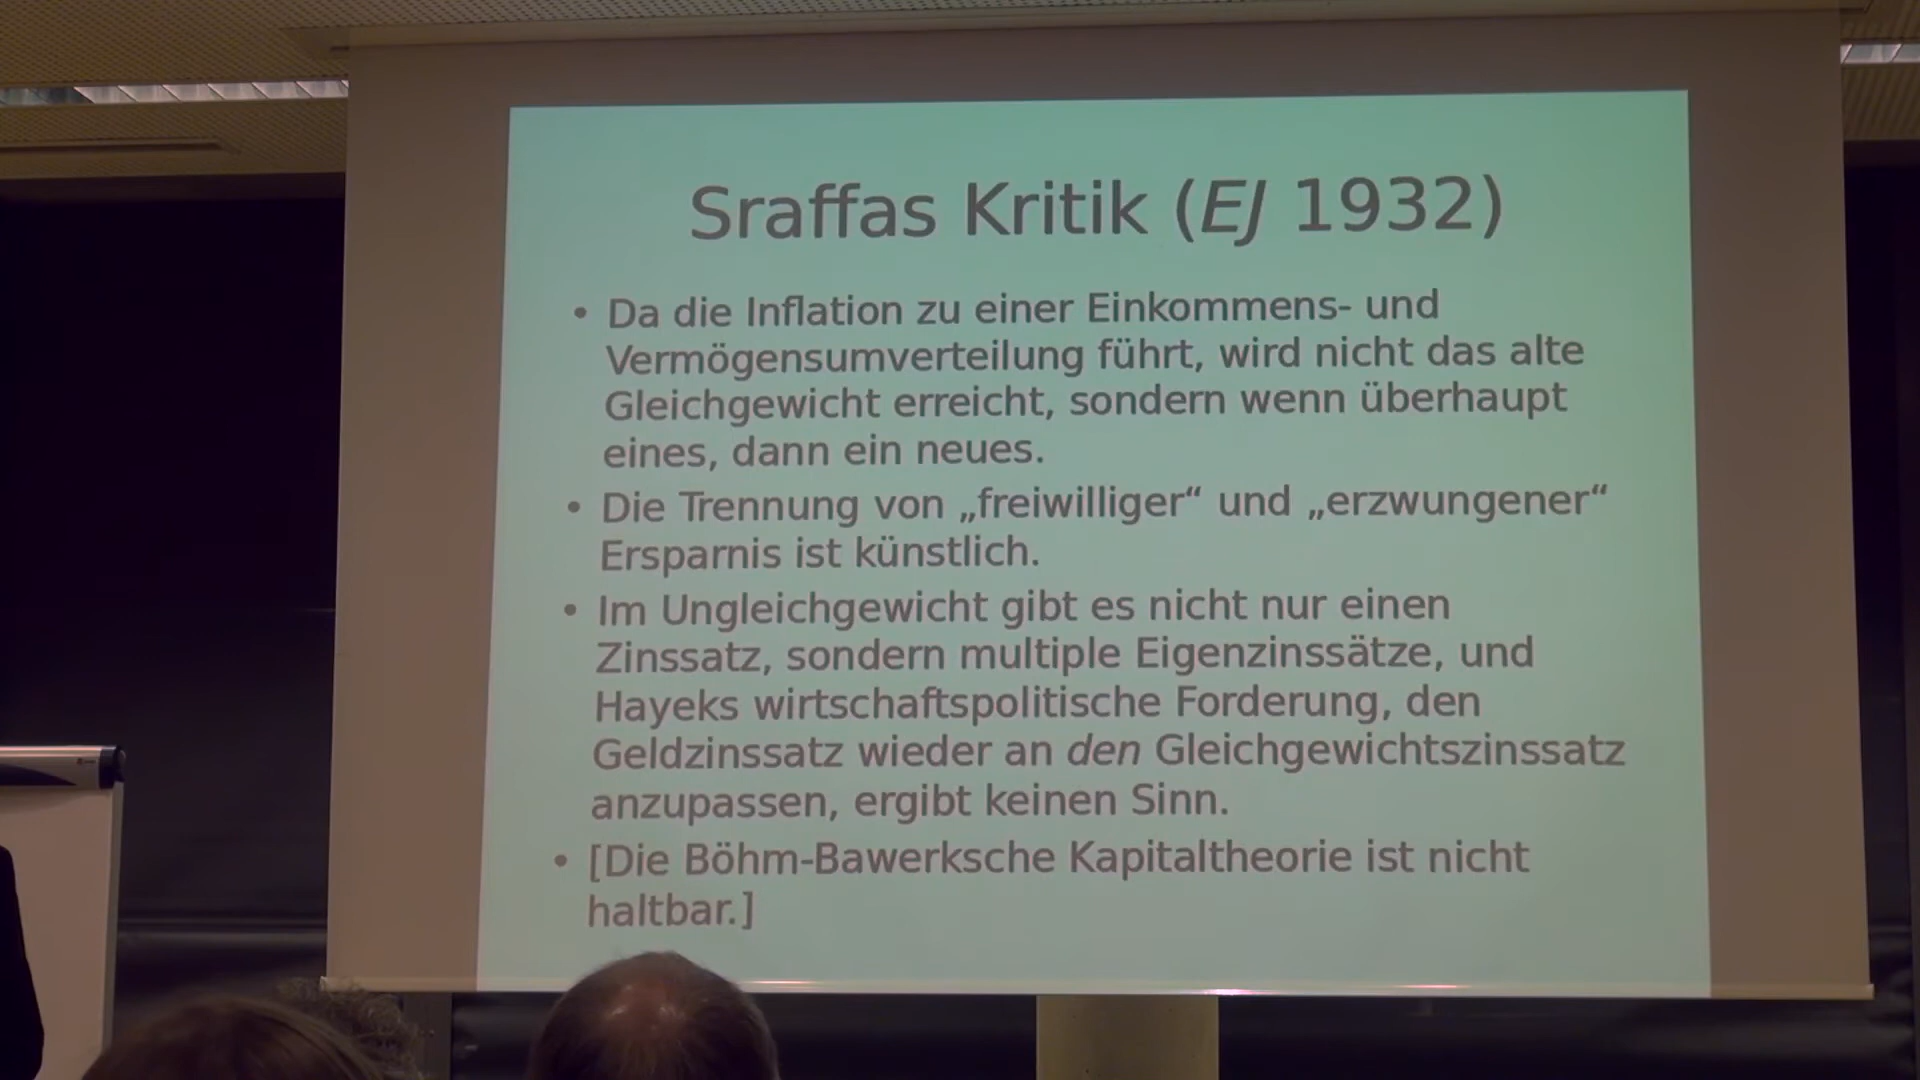 Sraffas Kritik (EJ 1932)
• Da die Inflation zu einer Einkommens- und
Vermögensumverteilung führt, wird nicht das alte
Gleichgewicht erreicht, sondern wenn überhaupt
eines, dann ein neues.
• Die Trennung von „freiwilliger“ und „erzwungener“
Ersparnis ist künstlich.
• Im Ungleichgewicht gibt es nicht nur einen
Zinssatz, sondern multiple Eigenzinssätze, und
Hayeks wirtschaftspolitische Forderung, den
Geldzinssatz wieder an den Gleichgewichtszinssatz
anzupassen, ergibt keinen Sinn.
• [Die Böhm-Bawerksche Kapitaltheorie ist nicht
haltbar.]